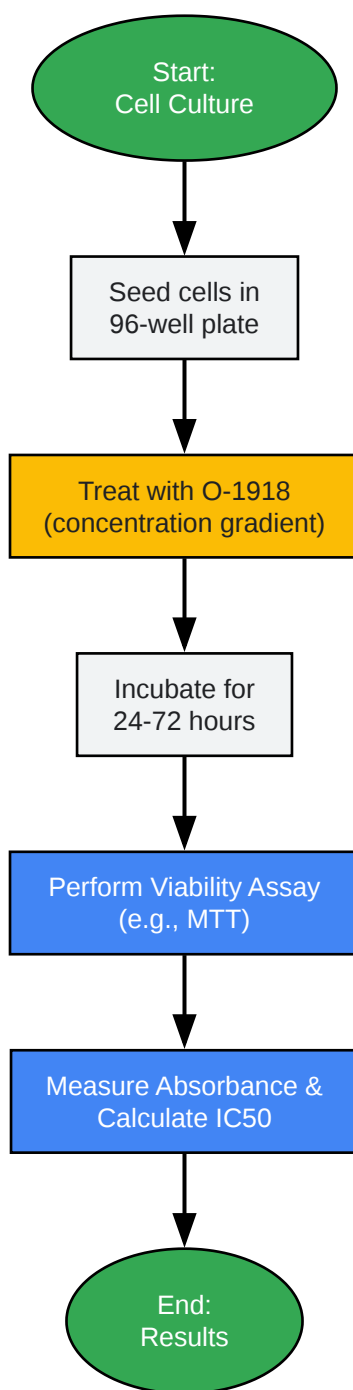 Start:
Cell Culture
Seed cells in
96-well plate
Treat with O-1918
(concentration gradient)
Incubate for
24-72 hours
Perform Viability Assay
(e.g., MTT)
Measure Absorbance &
Calculate IC50
End:
Results